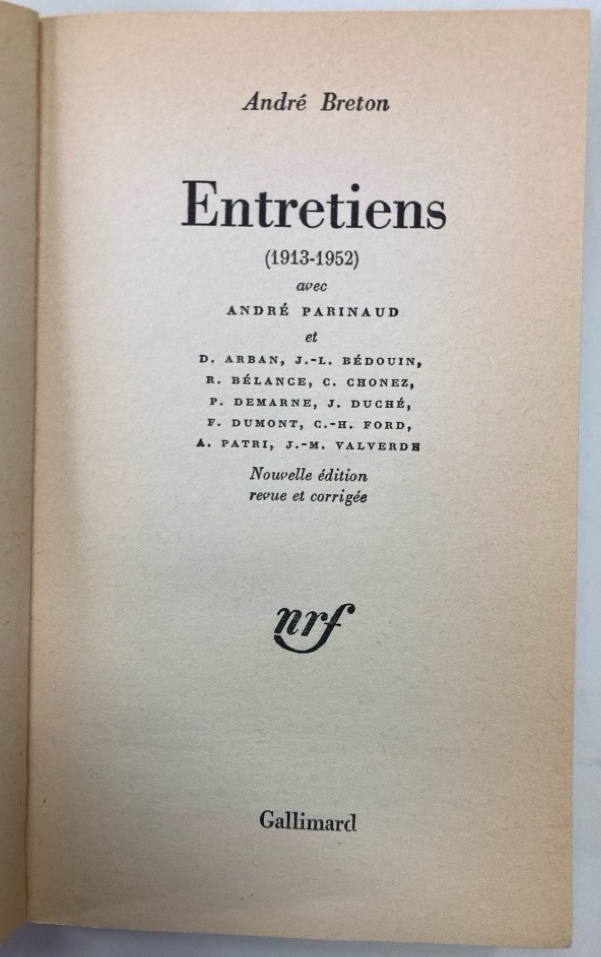 André Breton
Entretiens
(1913-1952)
avec
ANDRÉ PARINAUD
et
D. ARBAN, J.-L. BÉDOUIN,
R. BÉLANCE, C. CHONEZ,
P. DEMARNE, J. DUCHÉ,
F. DUMONT, C.-H. FORD,
A. PATRI, J.-M. VALVERDE
Nouvelle édition
revue et corrigée
nrf
Gallimard